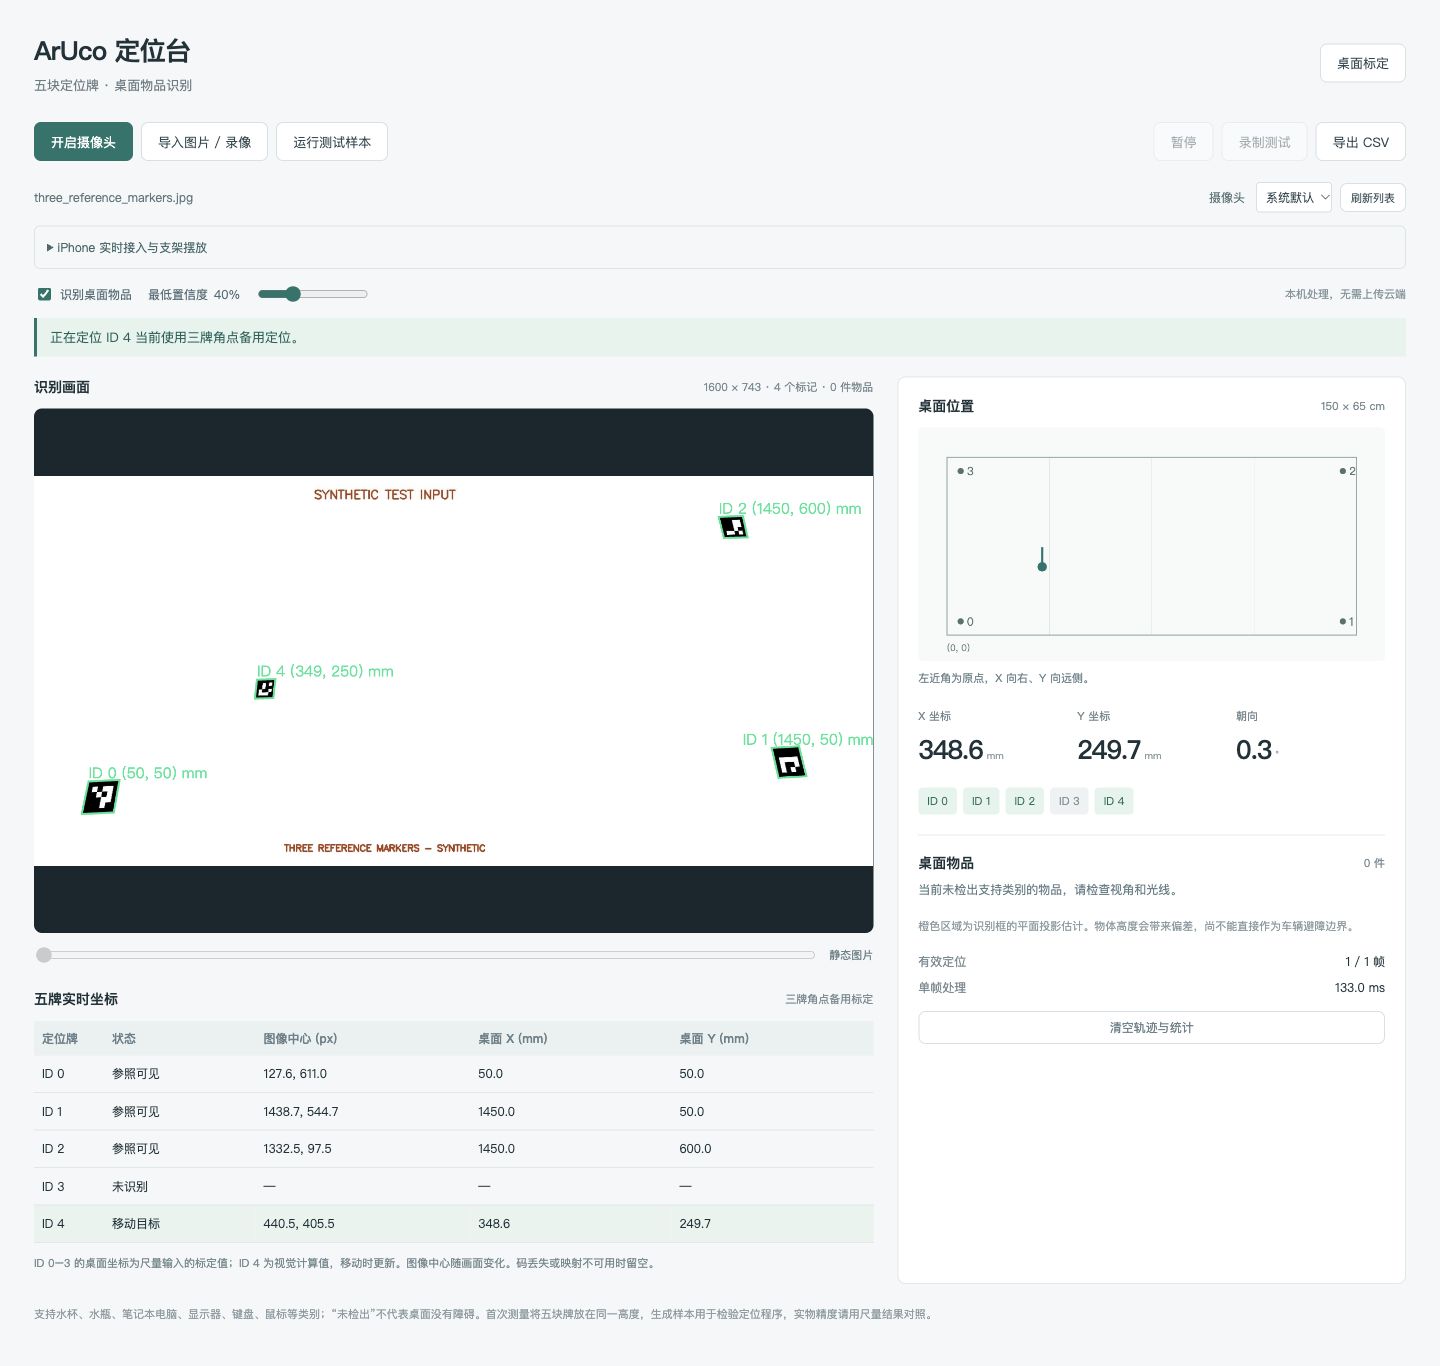 ArUco 定位台
五块定位牌 · 桌面物品识别
桌面标定
开启摄像头 导入图片 / 录像 运行测试样本 暂停 录制测试 导出 CSV
three_reference_markers.jpg 摄像头 系统默认 刷新列表
iPhone 实时接入与支架摆放
识别桌面物品 最低置信度 40% 本机处理，无需上传云端
正在定位 ID 4 当前使用三牌角点备用定位。
识别画面 1600 × 743 · 4 个标记 · 0 件物品
SYNTHETIC TEST INPUT
ID 2 (1450, 600) mm
ID 4 (349, 250) mm
ID 1 (1450, 50) mm
ID 0 (50, 50) mm
THREE REFERENCE MARKERS – SYNTHETIC
静态图片
五牌实时坐标 三牌角点备用标定
定位牌 状态 图像中心 (px) 桌面 X (mm) 桌面 Y (mm)
ID 0 参照可见 127.6, 611.0 50.0 50.0
ID 1 参照可见 1438.7, 544.7 1450.0 50.0
ID 2 参照可见 1332.5, 97.5 1450.0 600.0
ID 3 未识别 — — —
ID 4 移动目标 440.5, 405.5 348.6 249.7
ID 0–3 的桌面坐标为尺量输入的标定值；ID 4 为视觉计算值，移动时更新。图像中心随画面变化。码丢失或映射不可用时留空。
桌面位置 150 × 65 cm
3 2
0 1
(0, 0)
左近角为原点，X 向右、Y 向远侧。
X 坐标 Y 坐标 朝向
348.6 mm 249.7 mm 0.3 °
ID 0 ID 1 ID 2 ID 3 ID 4
桌面物品 0 件
当前未检出支持类别的物品，请检查视角和光线。
橙色区域为识别框的平面投影估计。物体高度会带来偏差，尚不能直接作为车辆避障边界。
有效定位 1 / 1 帧
单帧处理 133.0 ms
清空轨迹与统计
支持水杯、水瓶、笔记本电脑、显示器、键盘、鼠标等类别；“未检出”不代表桌面没有障碍。首次测量将五块牌放在同一高度，生成样本用于检验定位程序，实物精度请用尺量结果对照。